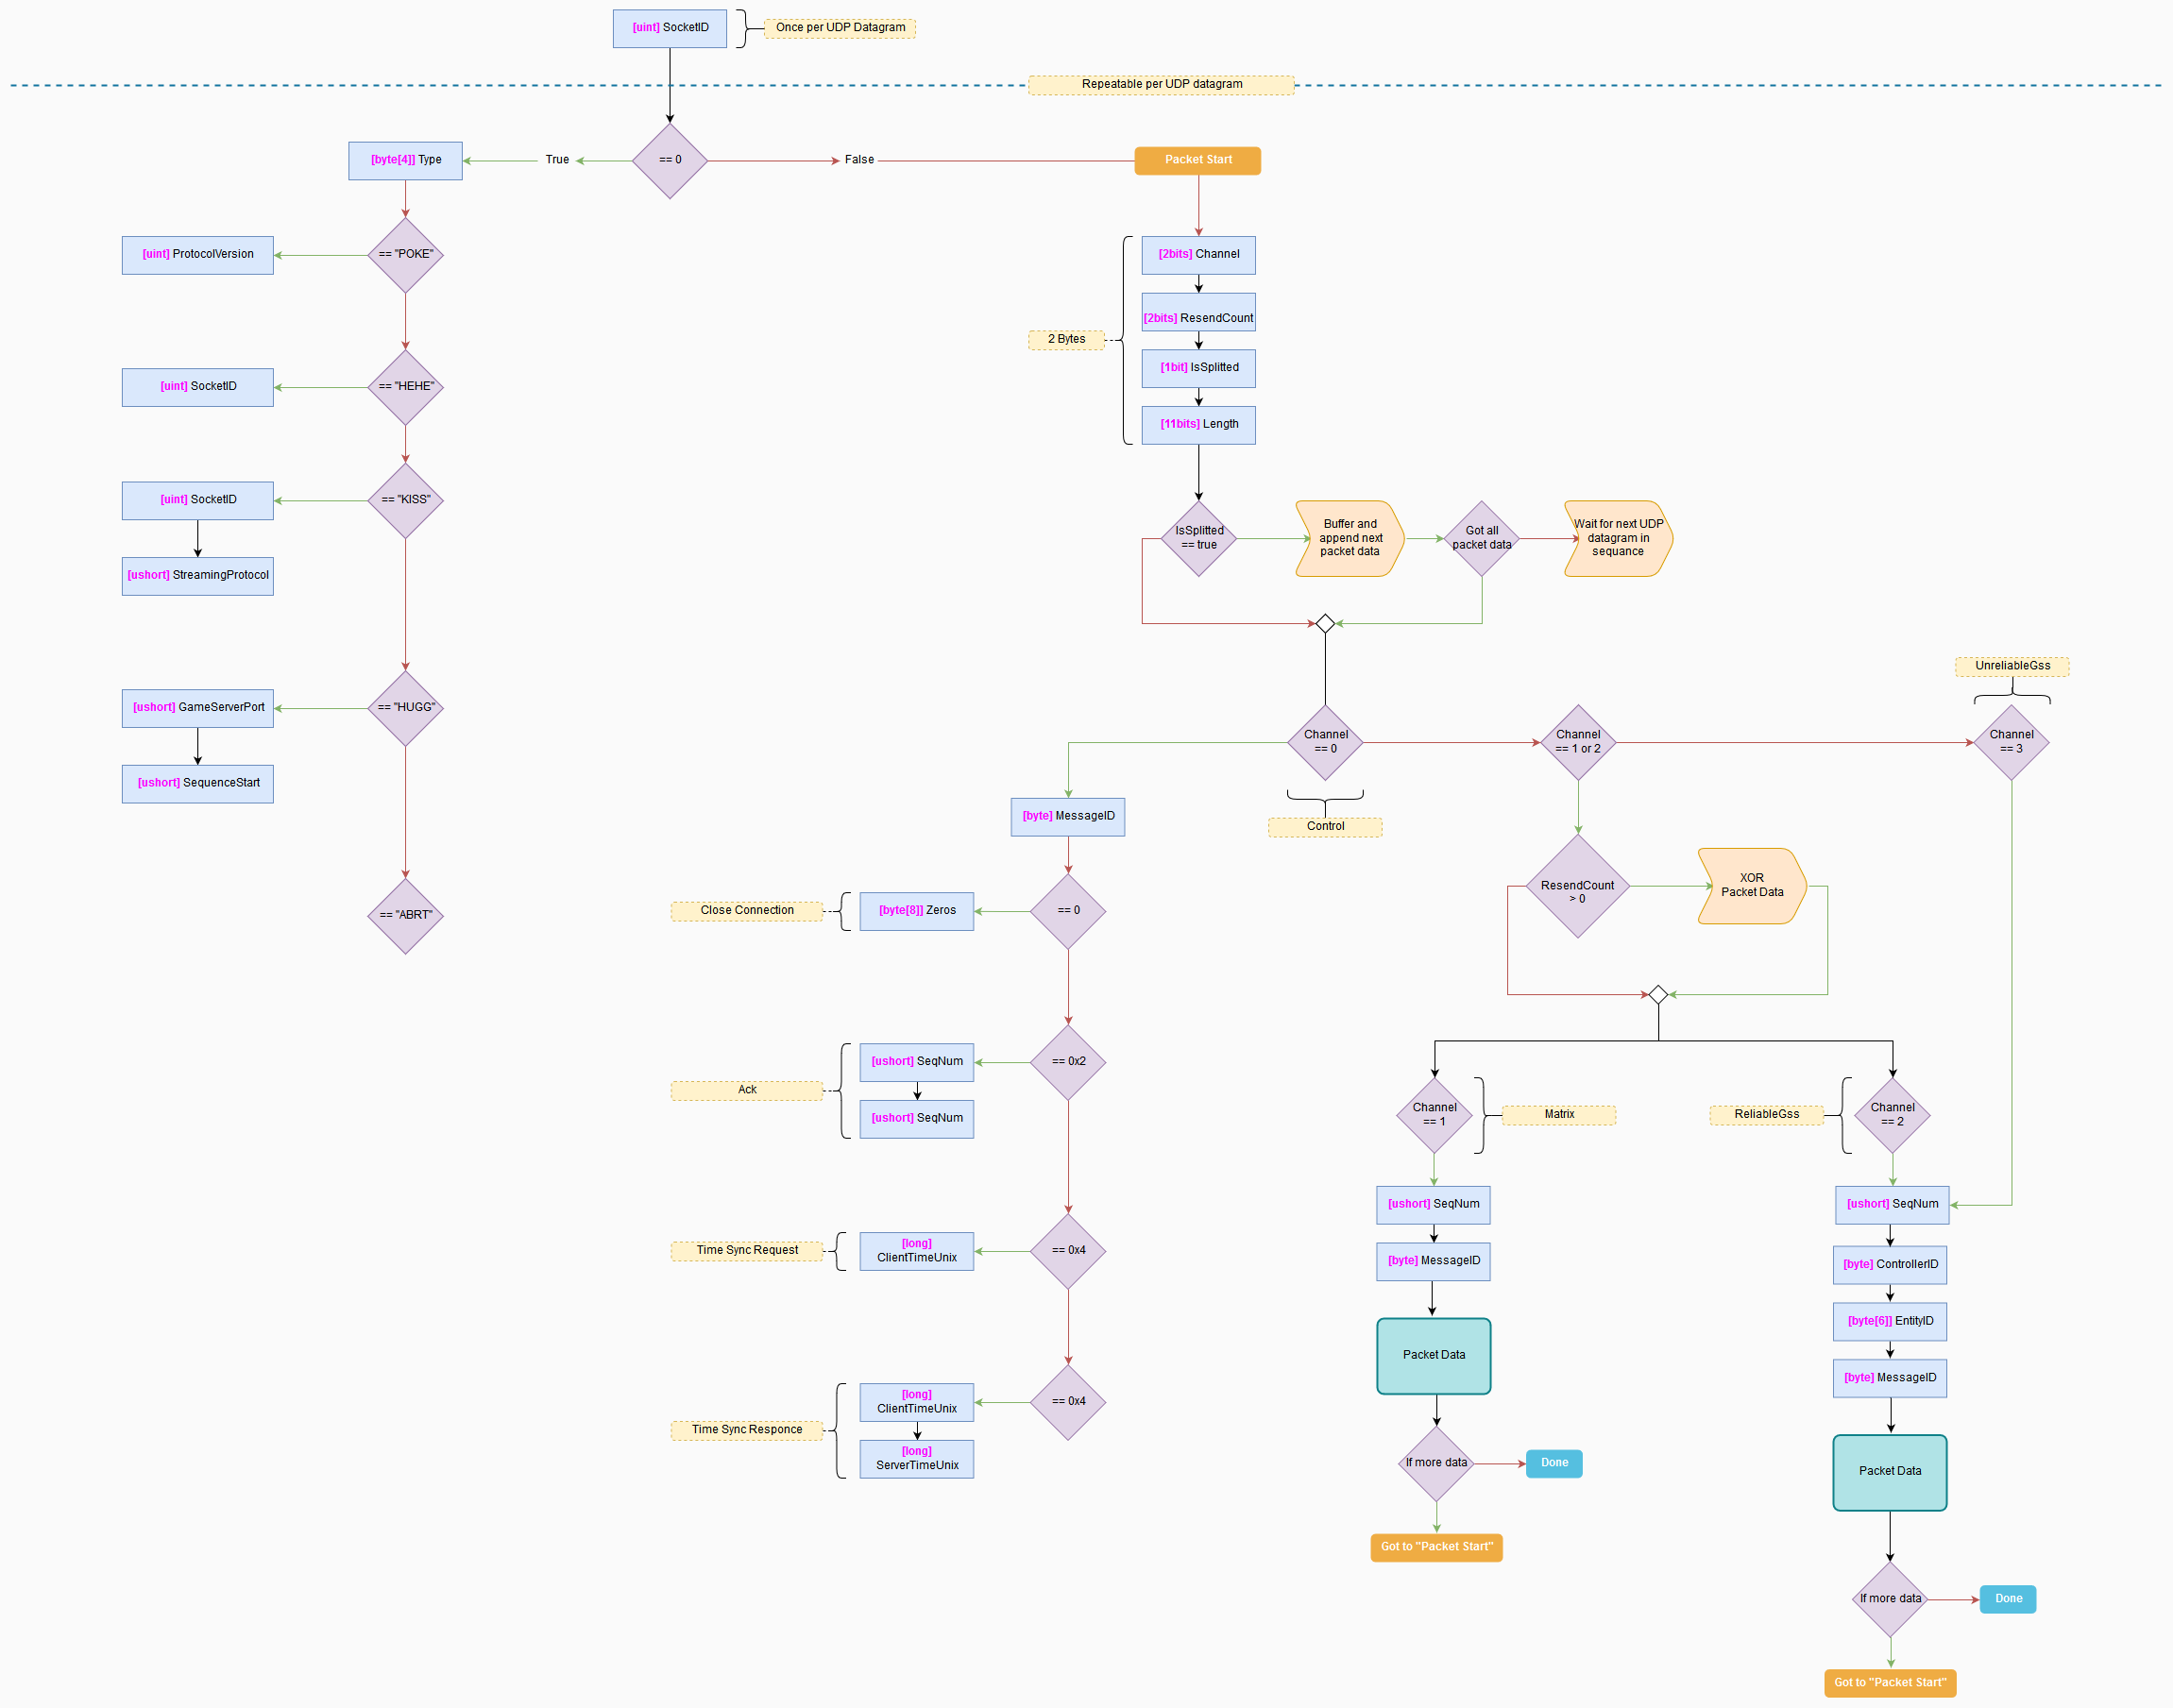 [uint] SocketID
Once per UDP Datagram
Repeatable per UDP datagram
[byte[4]] Type
True
== 0
False
Packet Start
== "POKE"
[uint] ProtocolVersion
== "HEHE"
[uint] SocketID
== "KISS"
[uint] SocketID
[ushort] StreamingProtocol
== "HUGG"
[ushort] GameServerPort
[ushort] SequenceStart
== "ABRT"
[2bits] Channel
[2bits] ResendCount
2 Bytes
[1bit] IsSplitted
[11bits] Length
IsSplitted
== true
Buffer and
append next
packet data
Got all
packet data
Wait for next UDP
datagram in
sequance
UnreliableGss
Channel
== 0
Channel
== 1 or 2
Channel
== 3
Control
[byte] MessageID
Close Connection
[byte[8]] Zeros
== 0
Ack
[ushort] SeqNum
[ushort] SeqNum
== 0x2
Time Sync Request
[long]
ClientTimeUnix
== 0x4
Time Sync Responce
[long]
ClientTimeUnix
[long]
ServerTimeUnix
== 0x4
ResendCount
> 0
XOR
Packet Data
Channel
== 1
Matrix
ReliableGss
Channel
== 2
[ushort] SeqNum
[byte] MessageID
Packet Data
If more data
Done
Got to "Packet Start"
[ushort] SeqNum
[byte] ControllerID
[byte[6]] EntityID
[byte] MessageID
Packet Data
If more data
Done
Got to "Packet Start"